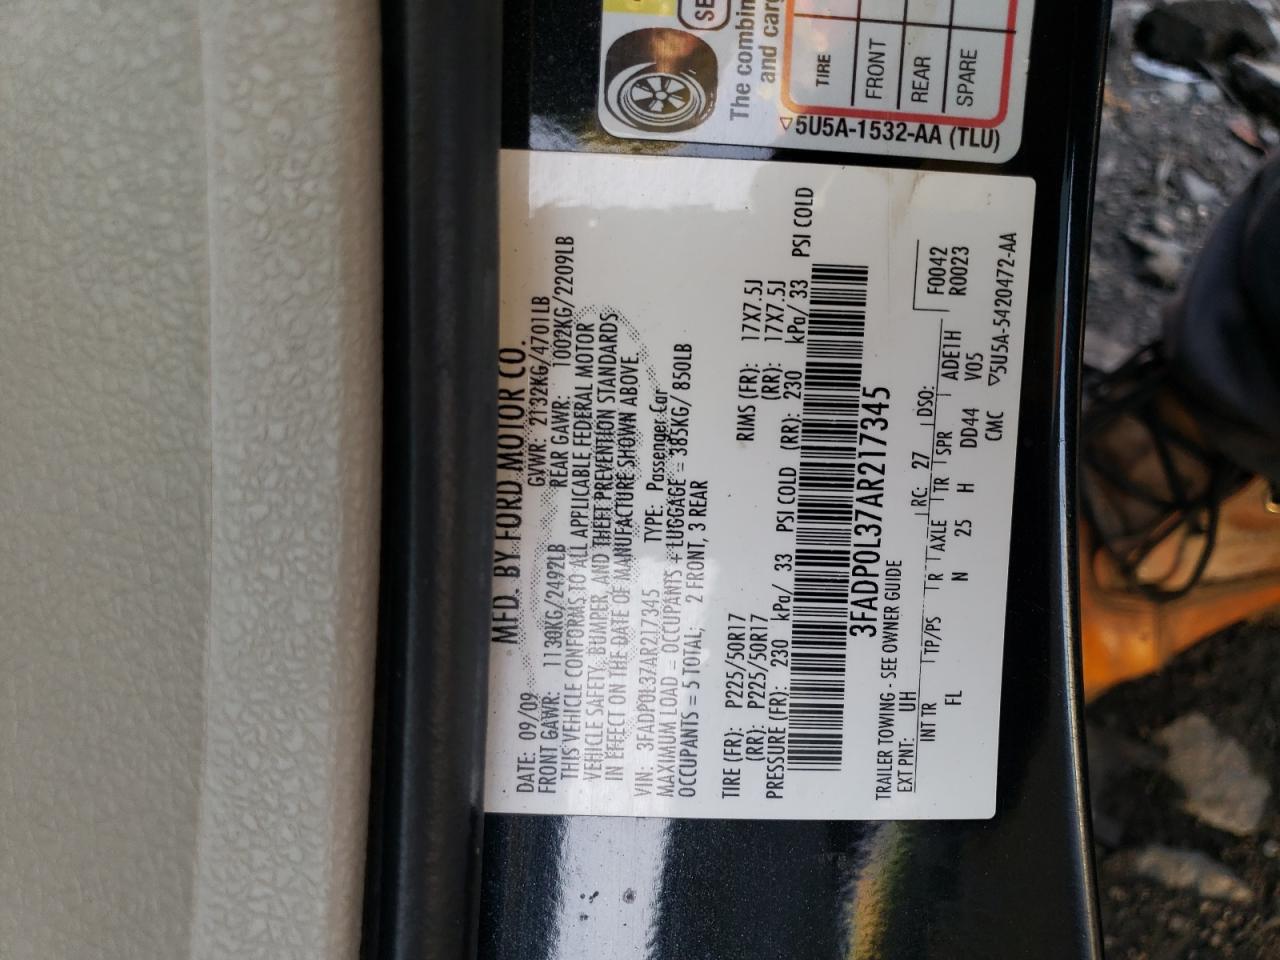 MFD. BY FORD MOTOR CO.
DATE: 09/09 GVWR: 2132KG/4701LB
FRONT GAWR: 1130KG/2492LB REAR GAWR: 1002KG/2209LB
THIS VEHICLE CONFORMS TO ALL APPLICABLE FEDERAL MOTOR
VEHICLE SAFETY, BUMPER, AND THEFT PREVENTION STANDARDS
IN EFFECT ON THE DATE OF MANUFACTURE SHOWN ABOVE.
VIN: 3FADP0L37AR217345 TYPE: Passenger Car
MAXIMUM LOAD = OCCUPANTS + LUGGAGE = 385KG/ 850LB
OCCUPANTS = 5 TOTAL; 2 FRONT, 3 REAR
TIRE (FR): P225/50R17 RIMS (FR): 17X7.5J
(RR): P225/50R17 (RR): 17X7.5J
PRESSURE (FR): 230 kPa/ 33 PSI COLD (RR): 230 kPa/ 33 PSI COLD
3FADP0L37AR217345
TRAILER TOWING - SEE OWNER GUIDE
EXT PNT: UH RC: 27 DSO: F0042
INT TR TP/PS R AXLE TR SPR ADE1H R0023
FL N 25 H DD44 V05
CMC ▽5U5A-5420472-AA
SE
The combin
and carg
TIRE
FRONT
REAR
SPARE
▽5U5A-1532-AA (TLU)